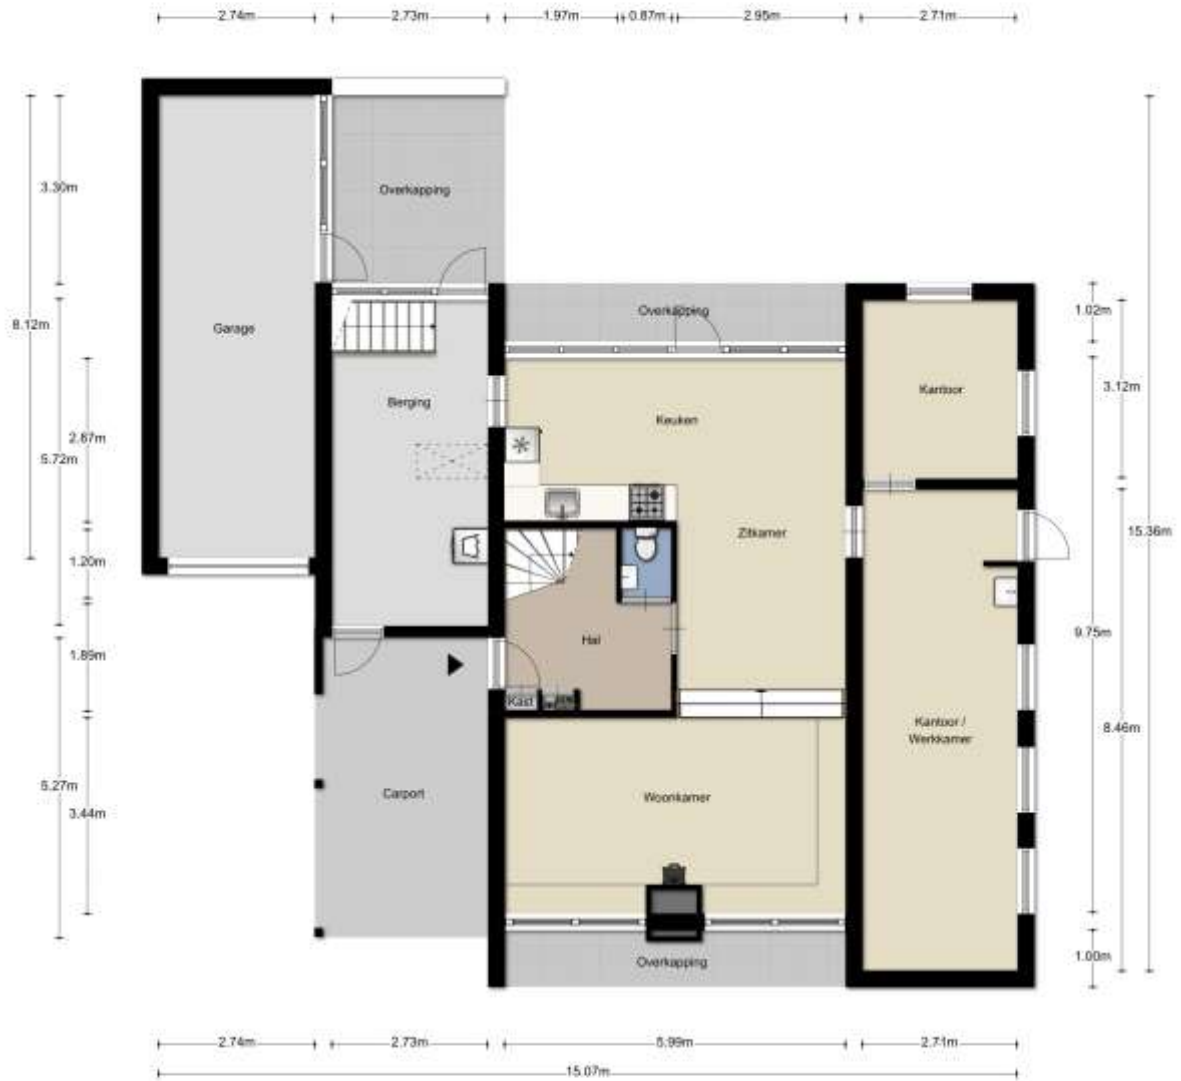 2.74m 2.73m 1.97m 0.87m 2.95m 2.71m
3.30m
Overkapping
Overkapping
1.02m
8.12m
Garage
3.12m
Kantoor
Berging
Keuken
2.87m
5.72m
Zitkamer
15.36m
1.20m
9.75m
Hal
1.89m
Kast
Kantoor /
Werkkamer
8.46m
5.27m
Carport
Woonkamer
3.44m
Overkapping
1.00m
2.74m 2.73m 5.99m 2.71m
15.07m